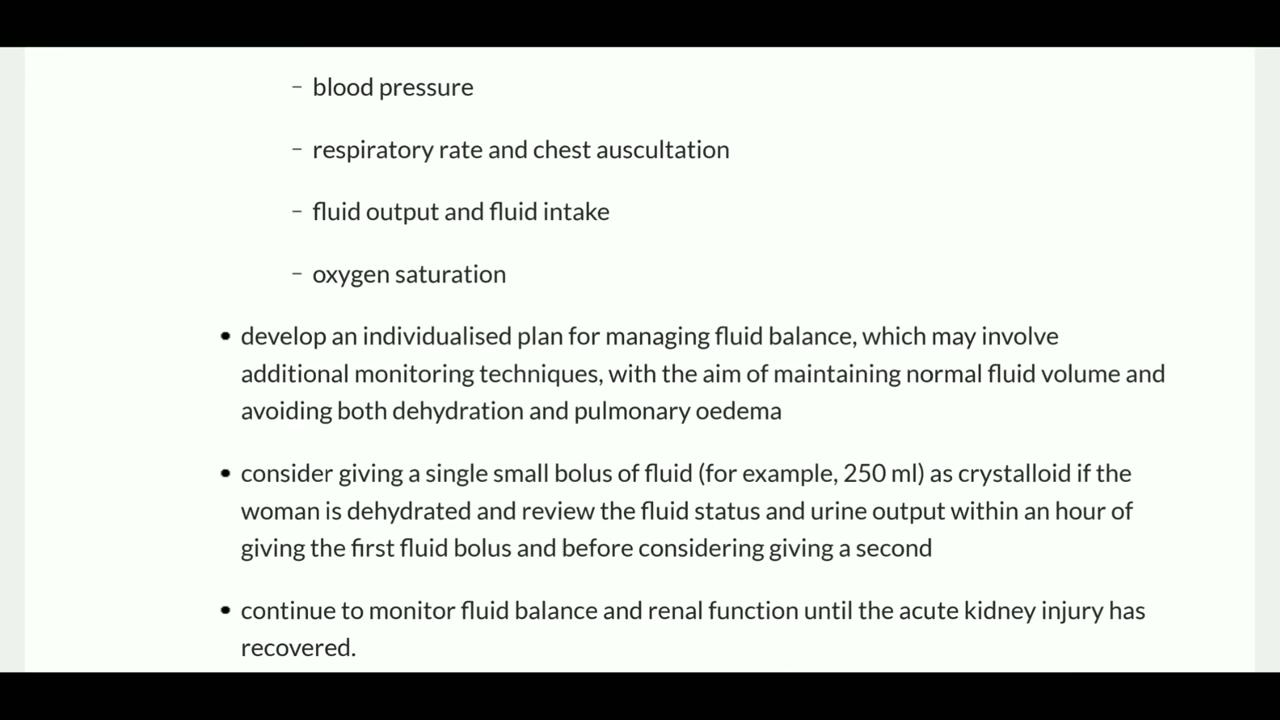 – blood pressure
– respiratory rate and chest auscultation
– fluid output and fluid intake
– oxygen saturation
• develop an individualised plan for managing fluid balance, which may involve
additional monitoring techniques, with the aim of maintaining normal fluid volume and
avoiding both dehydration and pulmonary oedema
• consider giving a single small bolus of fluid (for example, 250 ml) as crystalloid if the
woman is dehydrated and review the fluid status and urine output within an hour of
giving the first fluid bolus and before considering giving a second
• continue to monitor fluid balance and renal function until the acute kidney injury has
recovered.